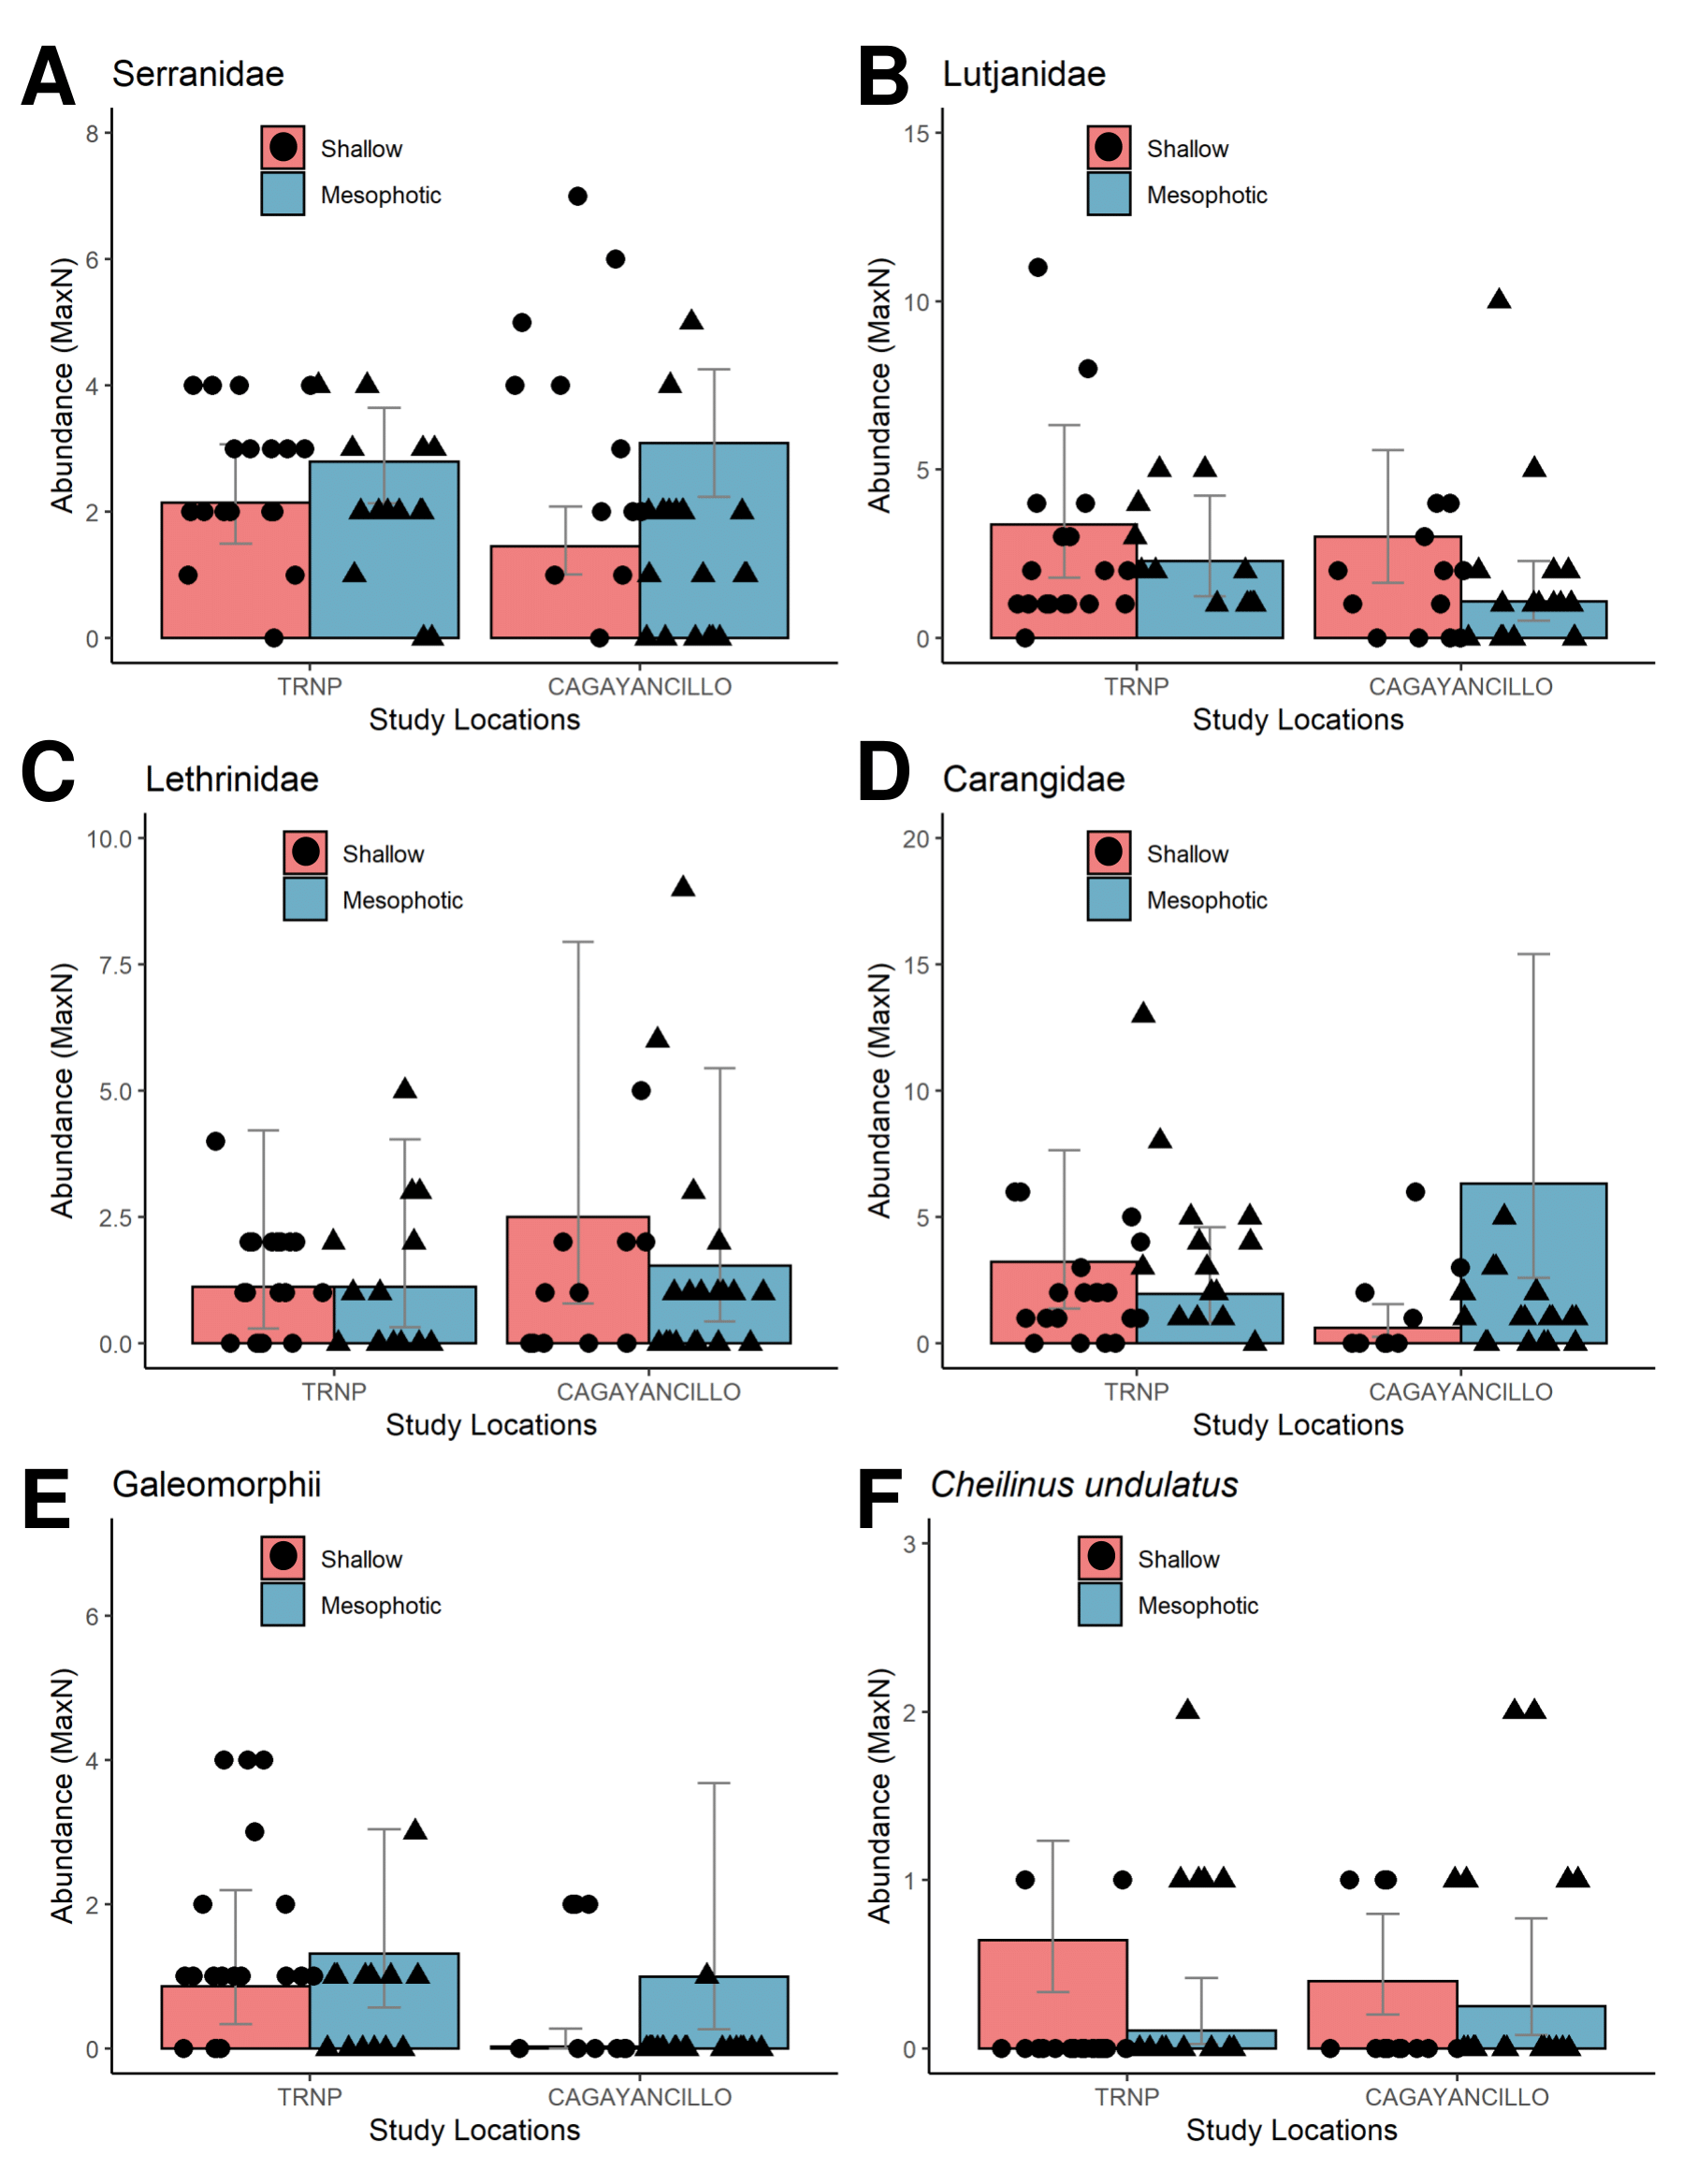 A Serranidae
8
6
4
2
0
Abundance (MaxN)
Shallow
Mesophotic
TRNP CAGAYANCILLO
Study Locations
B Lutjanidae
15
10
5
0
Abundance (MaxN)
Shallow
Mesophotic
TRNP CAGAYANCILLO
Study Locations
C Lethrinidae
10.0
7.5
5.0
2.5
0.0
Abundance (MaxN)
Shallow
Mesophotic
TRNP CAGAYANCILLO
Study Locations
D Carangidae
20
15
10
5
0
Abundance (MaxN)
Shallow
Mesophotic
TRNP CAGAYANCILLO
Study Locations
E Galeomorphii
6
4
2
0
Abundance (MaxN)
Shallow
Mesophotic
TRNP CAGAYANCILLO
Study Locations
F Cheilinus undulatus
3
2
1
0
Abundance (MaxN)
Shallow
Mesophotic
TRNP CAGAYANCILLO
Study Locations